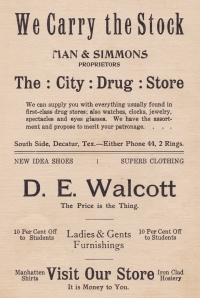 We Carry the Stock
MAN & SIMMONS
PROPRIETORS
The : City : Drug : Store
We can supply you with everything usually found in
first-class drug stores; also watches, clocks, jewelry,
spectacles and eyes glasses. We have the assort-
ment and propose to merit your patronage. . . .
South Side, Decatur, Tex.—Either Phone 44, 2 Rings.
NEW IDEA SHOES | SUPERB CLOTHING
D. E. Walcott
The Price is the Thing.
10 Per Cent Off to Students
Ladies & Gents Furnishings
10 Per Cent Off to Students
Manhattan Shirts
Visit Our Store
Iron Clad Hosiery
It is Money to You.